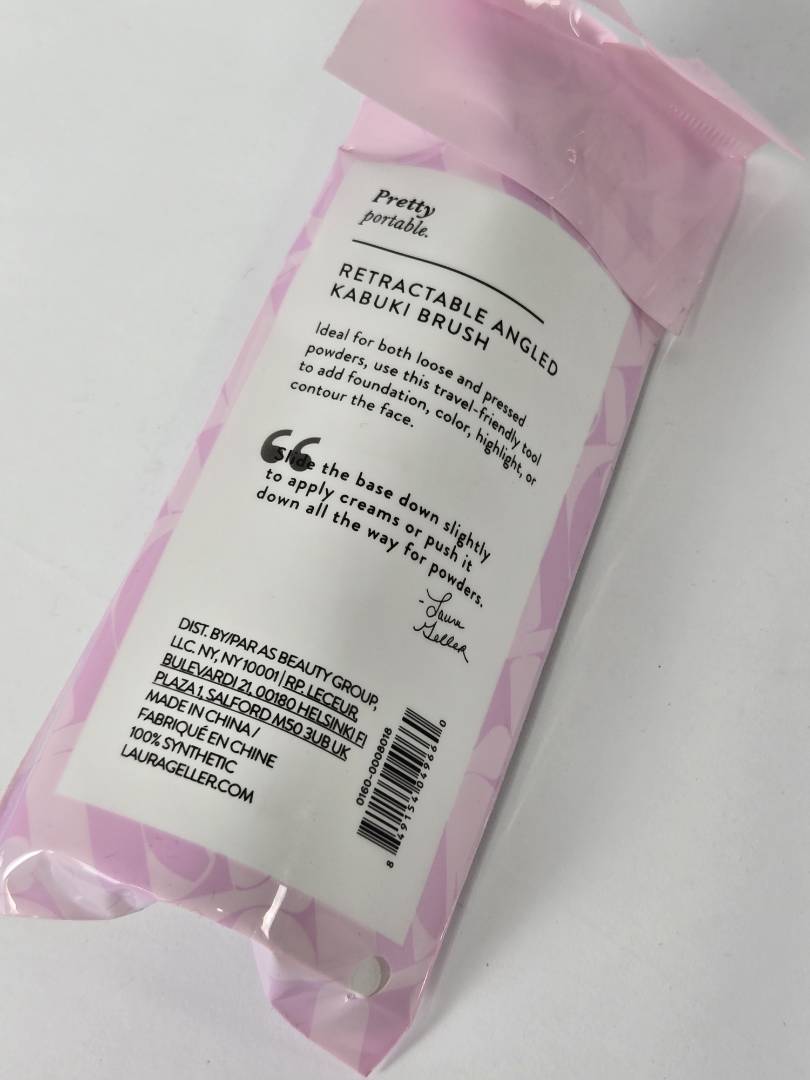 Pretty
portable.
RETRACTABLE ANGLED
KABUKI BRUSH
Ideal for both loose and pressed
powders, use this travel-friendly tool
to add foundation, color, highlight, or
contour the face.
“Slide the base down slightly
to apply creams or push it
down all the way for powders.
-Laura
Geller
DIST. BY/PAR AS BEAUTY GROUP,
LLC. NY, NY 10001 | RP. LECEUR
BULEVARDI 21, 00180 HELSINKI FI
PLAZA 1, SALFORD M50 3UB UK
MADE IN CHINA /
FABRIQUÉ EN CHINE
100% SYNTHETIC
LAURAGELLER.COM
0160-0008018
8 49154 04966 0